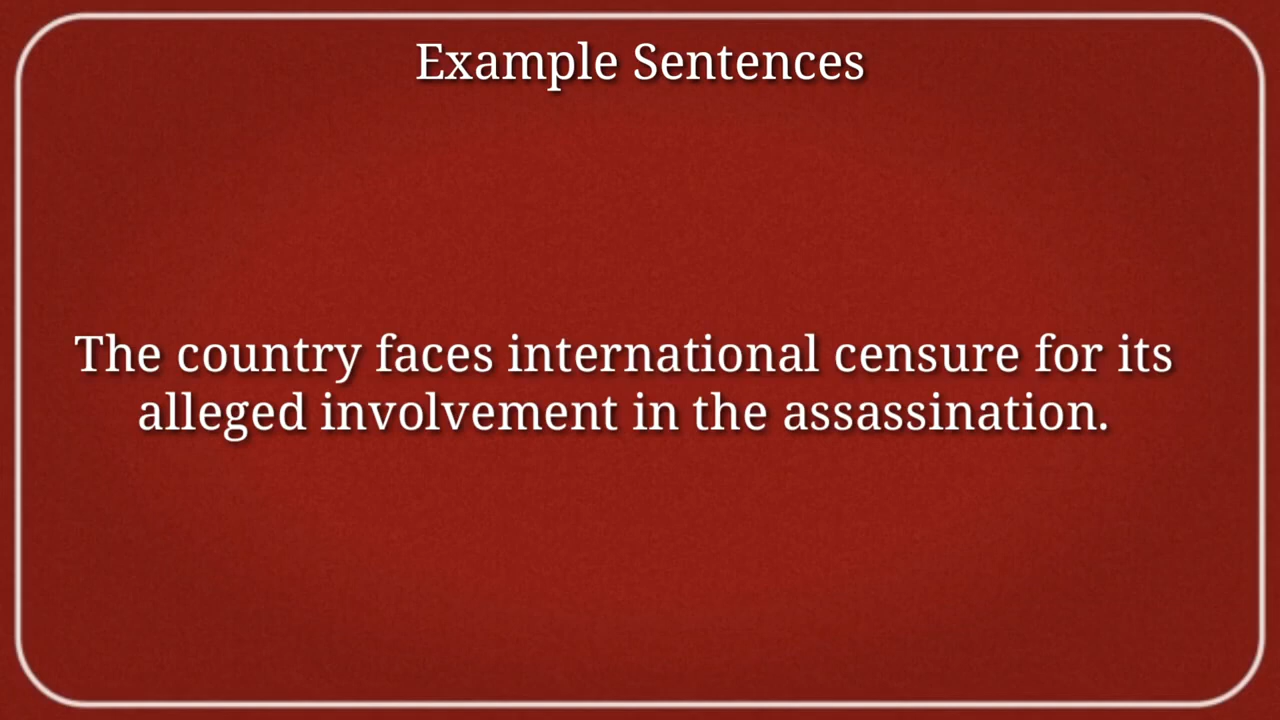 Example Sentences
The country faces international censure for its
alleged involvement in the assassination.